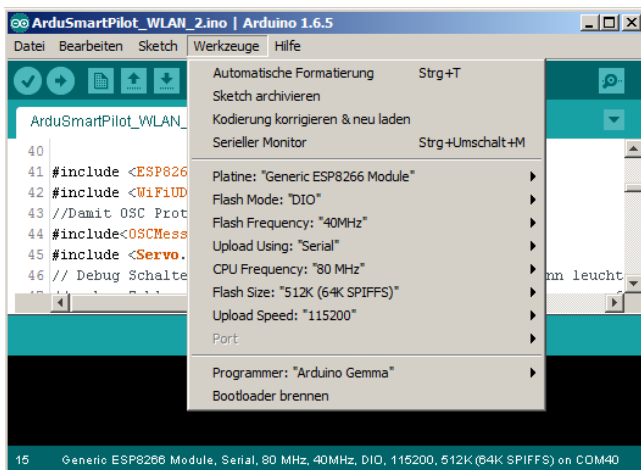 ArduSmartPilot_WLAN_2.ino | Arduino 1.6.5
Datei Bearbeiten Sketch Werkzeuge Hilfe
Automatische Formatierung Strg+T
Sketch archivieren
Kodierung korrigieren & neu laden
Serieller Monitor Strg+Umschalt+M
Platine: "Generic ESP8266 Module"
Flash Mode: "DIO"
Flash Frequency: "40MHz"
Upload Using: "Serial"
CPU Frequency: "80 MHz"
Flash Size: "512K (64K SPIFFS)"
Upload Speed: "115200"
Port
Programmer: "Arduino Gemma"
Bootloader brennen
ArduSmartPilot_WLAN_
40
41 #include <ESP8266
42 #include <WiFiUD
43 //Damit OSC Prot
44 #include<OSCMess
45 #include <Servo.
46 // Debug Schalte nn leucht
15 Generic ESP8266 Module, Serial, 80 MHz, 40MHz, DIO, 115200, 512K (64K SPIFFS) on COM40